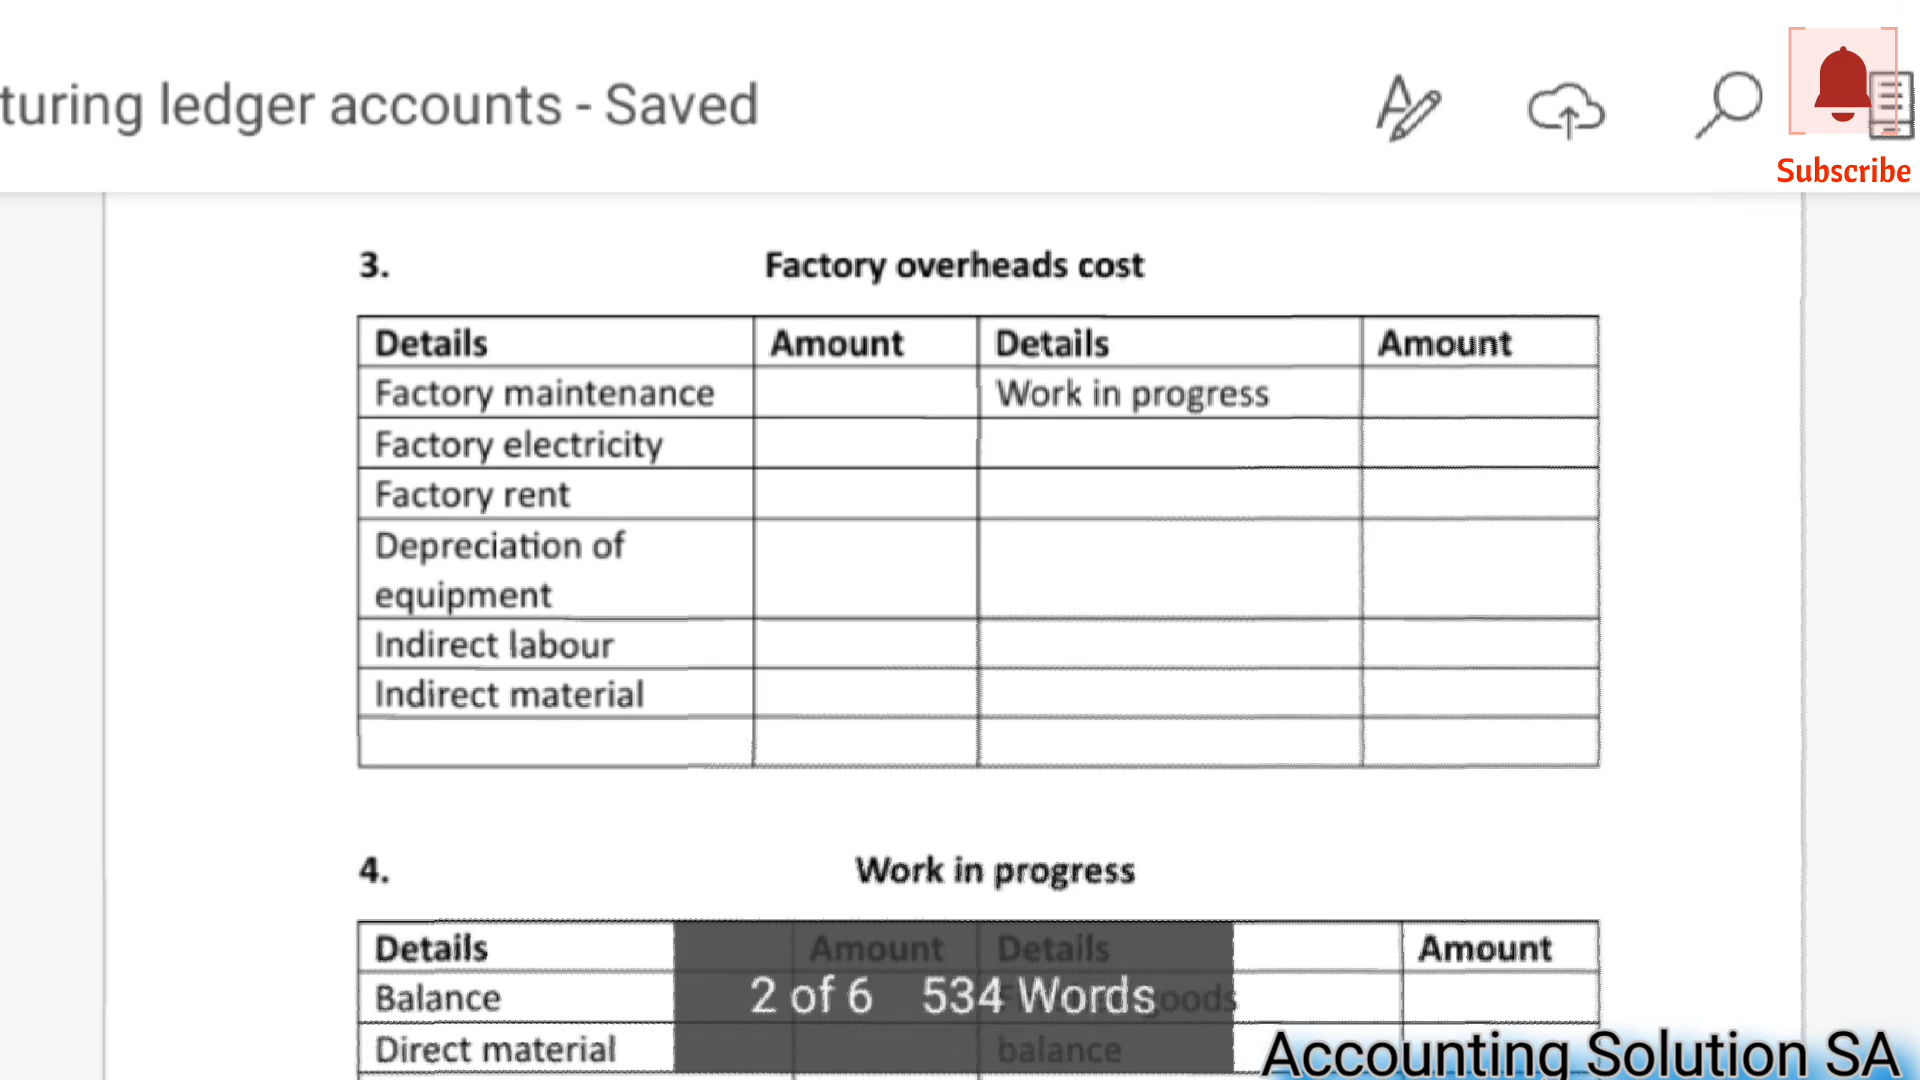 turing ledger accounts - Saved
Subscribe
3. Factory overheads cost
Details Amount Details Amount
Factory maintenance Work in progress
Factory electricity
Factory rent
Depreciation of
equipment
Indirect labour
Indirect material
4. Work in progress
Details Amount Details Amount
Balance goods
2 of 6 534 Words
Direct material balance
Accounting Solution SA